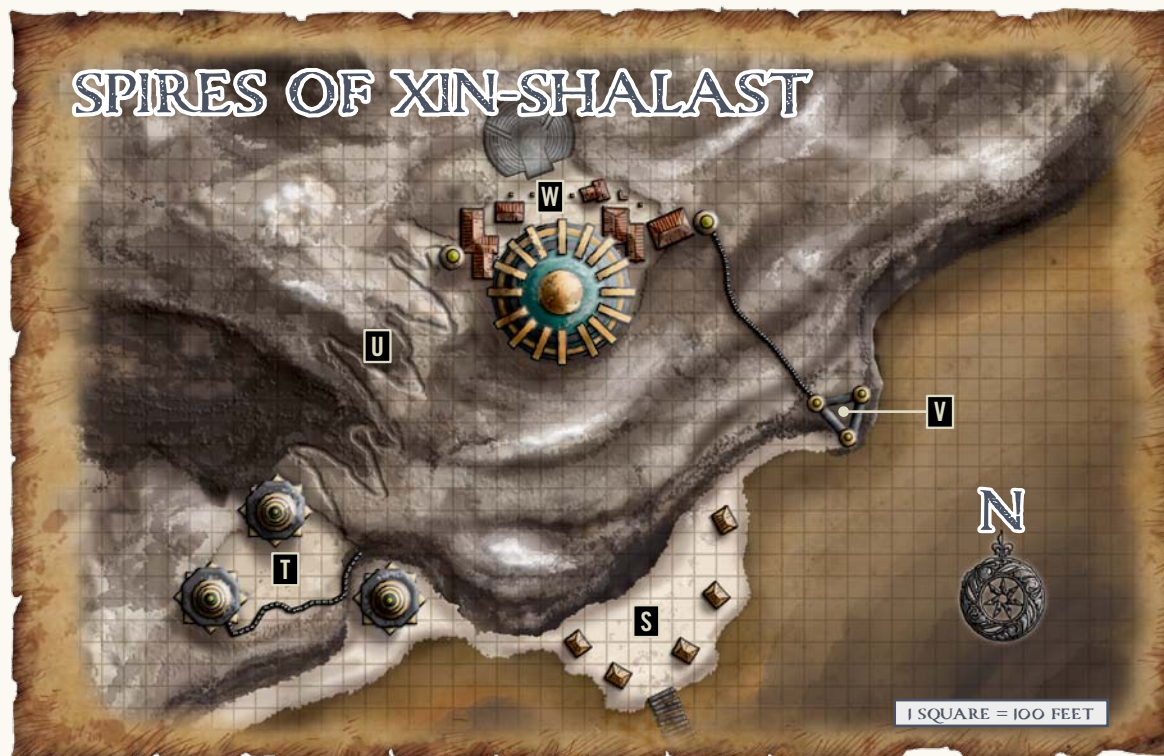 SPIRES OF XIN-SHALAST
W
U
V
N
T
S
1 SQUARE = 100 FEET